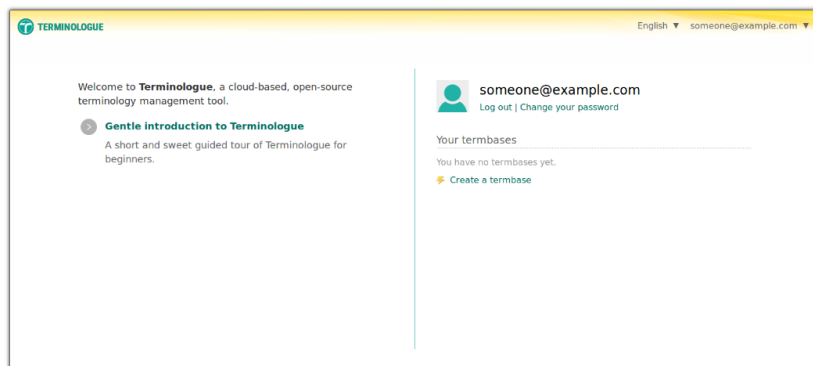 TERMINOLOGUE
English ▼ someone@example.com ▼
Welcome to Terminologue, a cloud-based, open-source
terminology management tool.
Gentle introduction to Terminologue
A short and sweet guided tour of Terminologue for
beginners.
someone@example.com
Log out | Change your password
Your termbases
You have no termbases yet.
Create a termbase